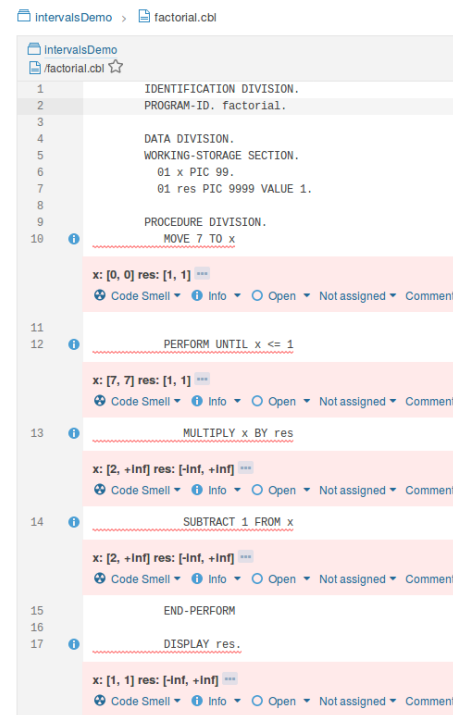 intervalsDemo > factorial.cbl
intervalsDemo
/factorial.cbl
1 IDENTIFICATION DIVISION.
2 PROGRAM-ID. factorial.
3
4 DATA DIVISION.
5 WORKING-STORAGE SECTION.
6 01 x PIC 99.
7 01 res PIC 9999 VALUE 1.
8
9 PROCEDURE DIVISION.
10 MOVE 7 TO x
x: [0, 0] res: [1, 1] •••
Code Smell Info Open Not assigned Comment
11
12 PERFORM UNTIL x <= 1
x: [7, 7] res: [1, 1] •••
Code Smell Info Open Not assigned Comment
13 MULTIPLY x BY res
x: [2, +Inf] res: [-Inf, +Inf] •••
Code Smell Info Open Not assigned Comment
14 SUBTRACT 1 FROM x
x: [2, +Inf] res: [-Inf, +Inf] •••
Code Smell Info Open Not assigned Comment
15 END-PERFORM
16
17 DISPLAY res.
x: [1, 1] res: [-Inf, +Inf] •••
Code Smell Info Open Not assigned Comment